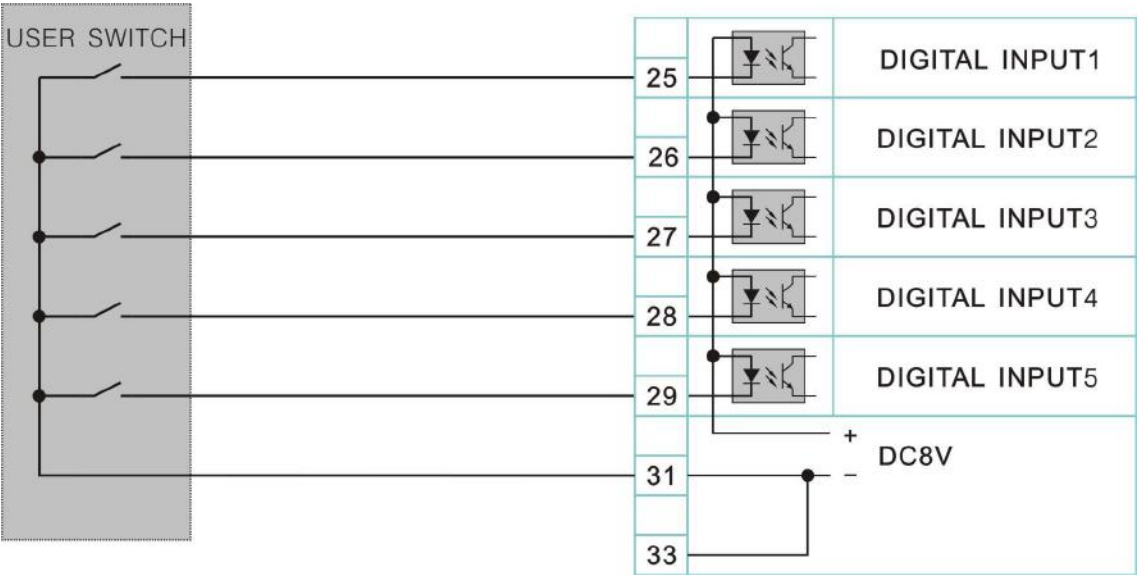 USER SWITCH
25
DIGITAL INPUT1
26
DIGITAL INPUT2
27
DIGITAL INPUT3
28
DIGITAL INPUT4
29
DIGITAL INPUT5
+
DC8V
31
−
33